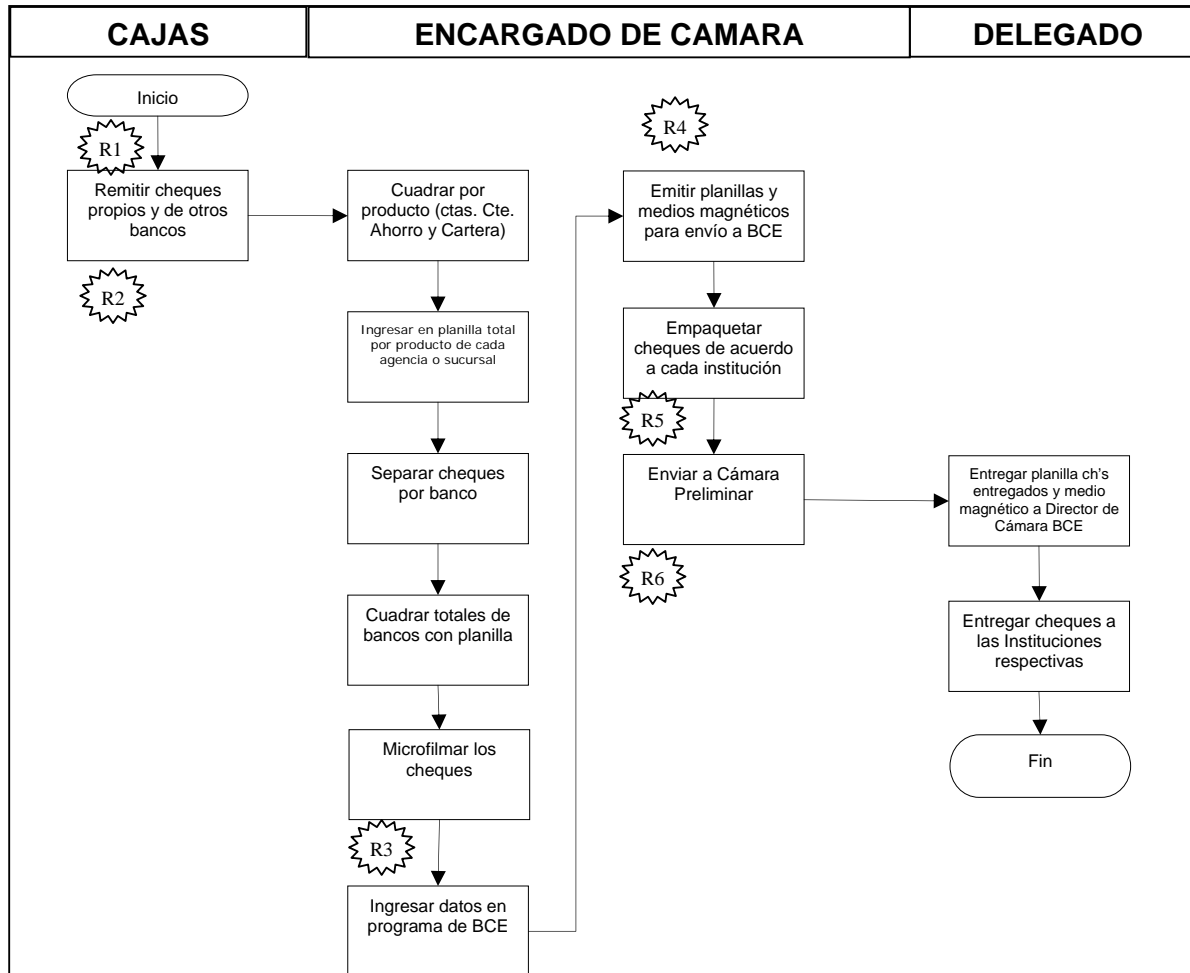 CAJAS
ENCARGADO DE CAMARA
DELEGADO
Inicio
R1
Remitir cheques
propios y de otros
bancos
R2
Cuadrar por
producto (ctas. Cte.
Ahorro y Cartera)
Ingresar en planilla total
por producto de cada
agencia o sucursal
Separar cheques
por banco
Cuadrar totales de
bancos con planilla
Microfilmar los
cheques
R3
Ingresar datos en
programa de BCE
R4
Emitir planillas y
medios magnéticos
para envío a BCE
Empaquetar
cheques de acuerdo
a cada institución
R5
Enviar a Cámara
Preliminar
R6
Entregar planilla ch's
entregados y medio
magnético a Director de
Cámara BCE
Entregar cheques a
las Instituciones
respectivas
Fin